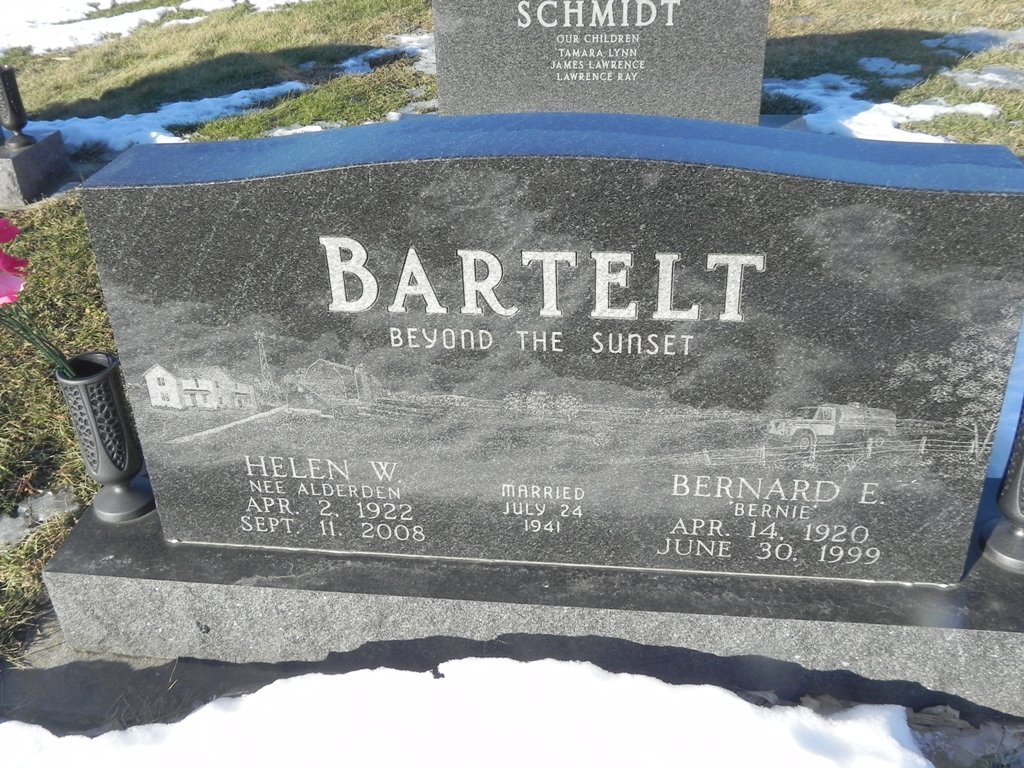 SCHMIDT
OUR CHILDREN
TAMARA LYNN
JAMES LAWRENCE
LAWRENCE RAY
BARTELT
BEYOND THE SUNSET
HELEN W.
NEE ALDERDEN
APR. 2, 1922
SEPT. 11, 2008
MARRIED
JULY 24
1941
BERNARD E.
"BERNIE"
APR. 14, 1920
JUNE 30, 1999